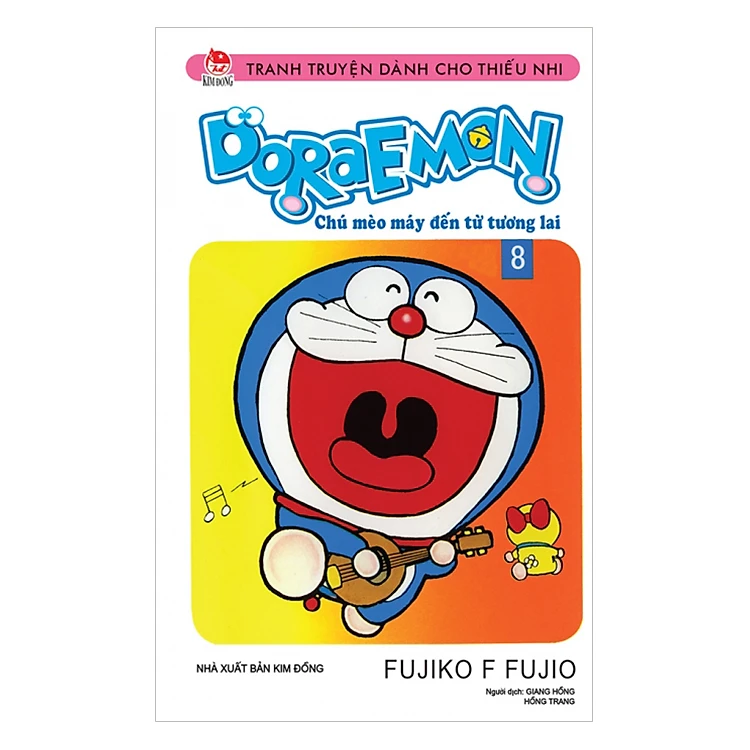 KIM ĐỒNG
TRANH TRUYỆN DÀNH CHO THIẾU NHI
DORAEMON
Chú mèo máy đến từ tương lai
8
NHÀ XUẤT BẢN KIM ĐỒNG
FUJIKO F FUJIO
Người dịch: GIANG HỒNG
HỒNG TRANG